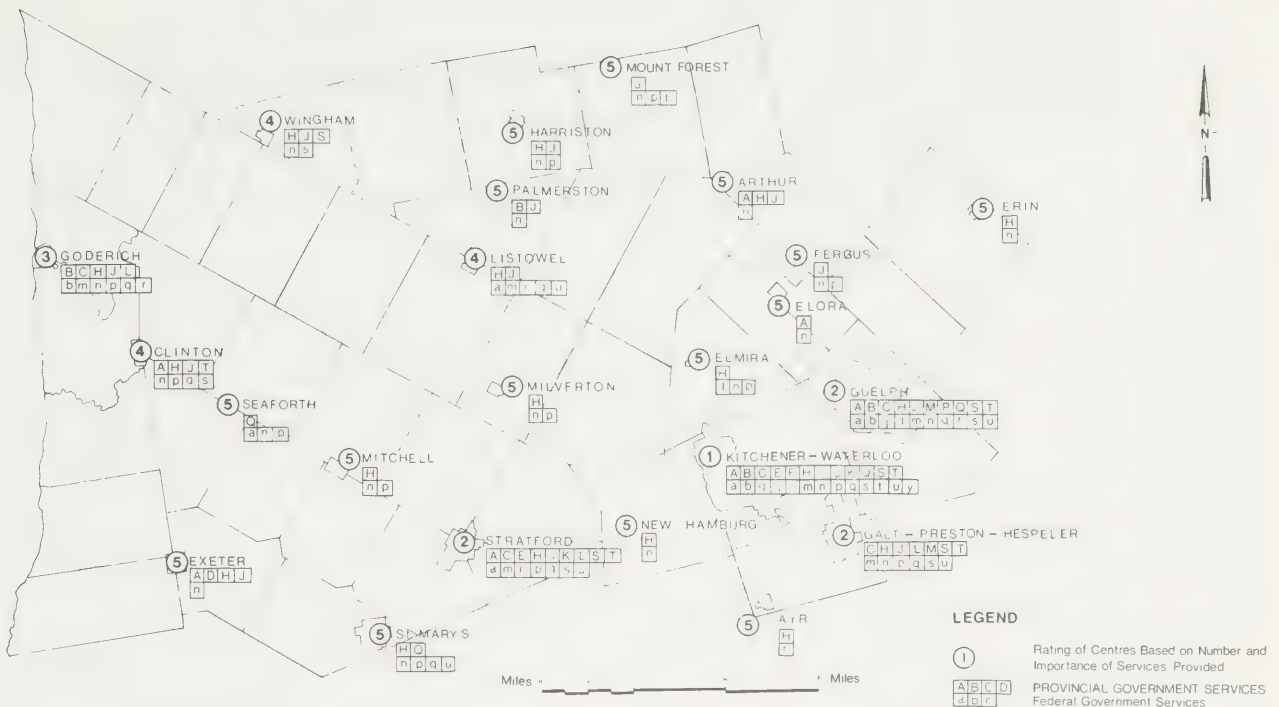 5 MOUNT FOREST
J
n p t
4 WINGHAM
H J S
n s
5 HARRISTON
H J
n p
5 PALMERSTON
B J
n
5 ARTHUR
A H J
n
5 ERIN
H
n
N
3 GODERICH
B C H J L
b m n p q r
4 LISTOWEL
H J
5 FERGUS
J
n p
5 ELORA
A
n
4 CLINTON
A H J T
n p q s
5 ELMIRA
H
l n p
5 MILVERTON
H
n p
2 GUELPH
A B C H L M P Q S T
5 SEAFORTH
Q
a n p
5 MITCHELL
H
n p
1 KITCHENER-WATERLOO
5 NEW HAMBURG
H
n
2 STRATFORD
2 GALT-PRESTON-HESPELER
C H J L M S T
m n p q s u
5 EXETER
A D H J
n
5 ST. MARYS
H Q
n p q u
5 AYR
H
LEGEND
1 Rating of Centres Based on Number and
Importance of Services Provided
A B C D PROVINCIAL GOVERNMENT SERVICES
Federal Government Services
Miles Miles